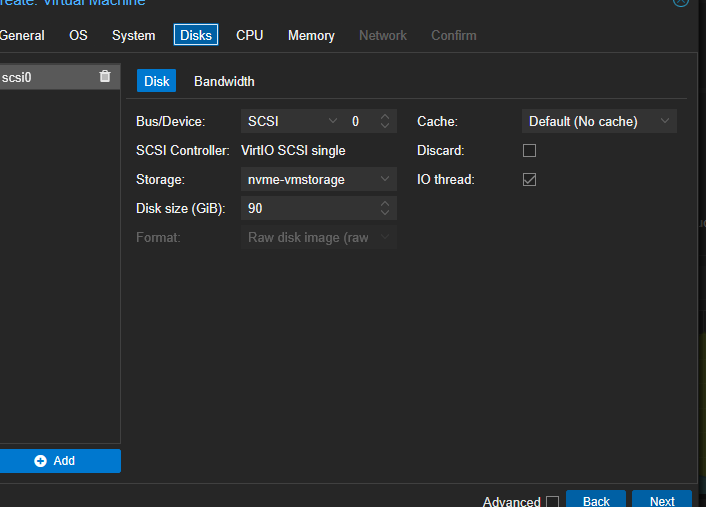 reate: Virtual Machine
General OS System Disks CPU Memory Network Confirm
scsi0
Disk Bandwidth
Bus/Device: SCSI 0 Cache: Default (No cache)
SCSI Controller: VirtIO SCSI single Discard:
Storage: nvme-vmstorage IO thread:
Disk size (GiB): 90
Format: Raw disk image (raw
Add
Advanced Back Next